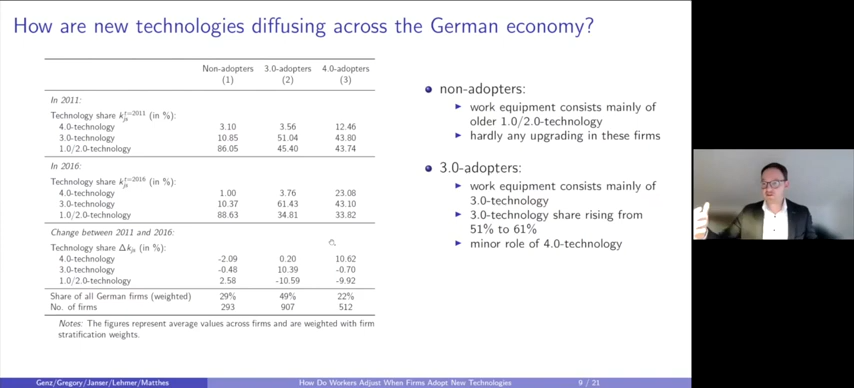 How are new technologies diffusing across the German economy?
Non-adopters 3.0-adopters 4.0-adopters
(1) (2) (3)
In 2011:
Technology share k_{js}^{t=2011} (in %):
4.0-technology 3.10 3.56 12.46
3.0-technology 10.85 51.04 43.80
1.0/2.0-technology 86.05 45.40 43.74
In 2016:
Technology share k_{js}^{t=2016} (in %):
4.0-technology 1.00 3.76 23.08
3.0-technology 10.37 61.43 43.10
1.0/2.0-technology 88.63 34.81 33.82
Change between 2011 and 2016:
Technology share Δk_{js} (in %):
4.0-technology -2.09 0.20 10.62
3.0-technology -0.48 10.39 -0.70
1.0/2.0-technology 2.58 -10.59 -9.92
Share of all German firms (weighted) 29% 49% 22%
No. of firms 293 907 512
Notes: The figures represent average values across firms and are weighted with firm
stratification weights.
non-adopters:
work equipment consists mainly of
older 1.0/2.0-technology
hardly any upgrading in these firms
3.0-adopters:
work equipment consists mainly of
3.0-technology
3.0-technology share rising from
51% to 61%
minor role of 4.0-technology
Genz/Gregory/Janser/Lehmer/Matthes How Do Workers Adjust When Firms Adopt New Technologies 9 / 21